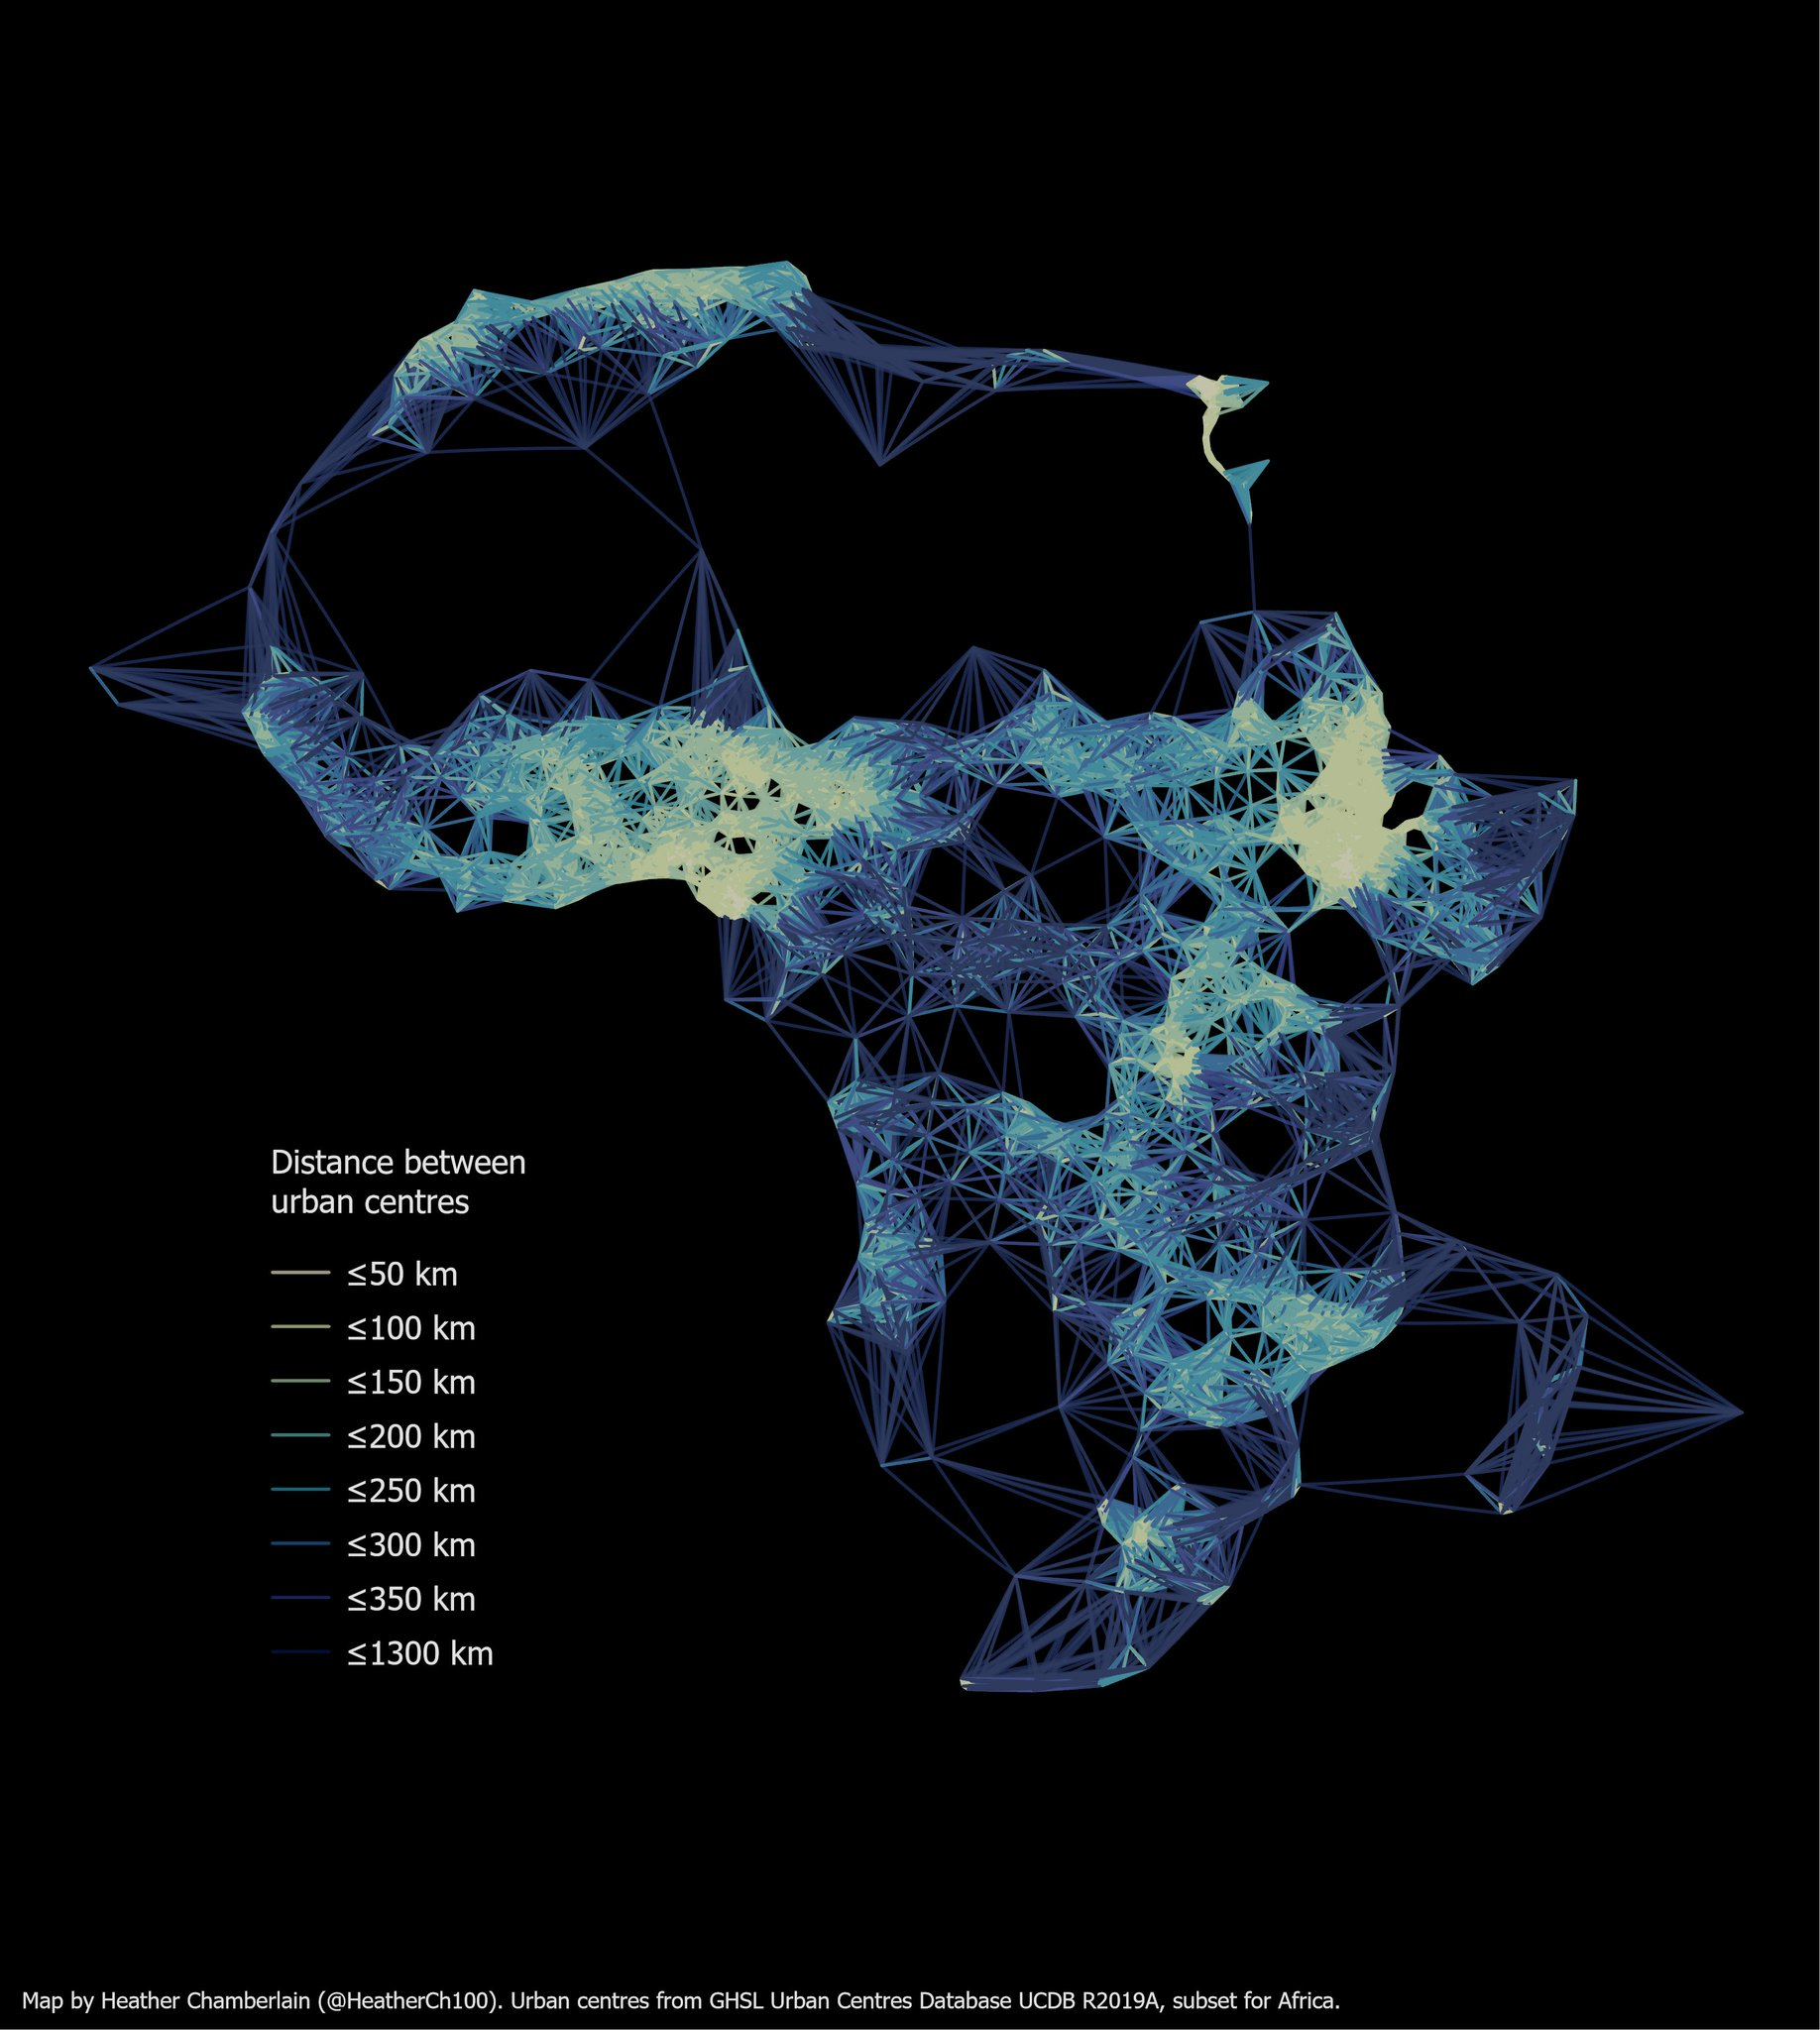 Distance between
urban centres
≤50 km
≤100 km
≤150 km
≤200 km
≤250 km
≤300 km
≤350 km
≤1300 km
Map by Heather Chamberlain (@HeatherCh100). Urban centres from GHSL Urban Centres Database UCDB R2019A, subset for Africa.